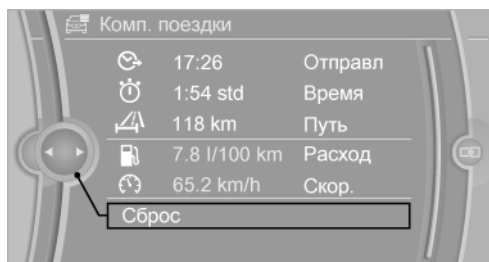 Комп. поездки
17:26 Отправл
1:54 std Время
118 km Путь
7.8 l/100 km Расход
65.2 km/h Скор.
Сброс